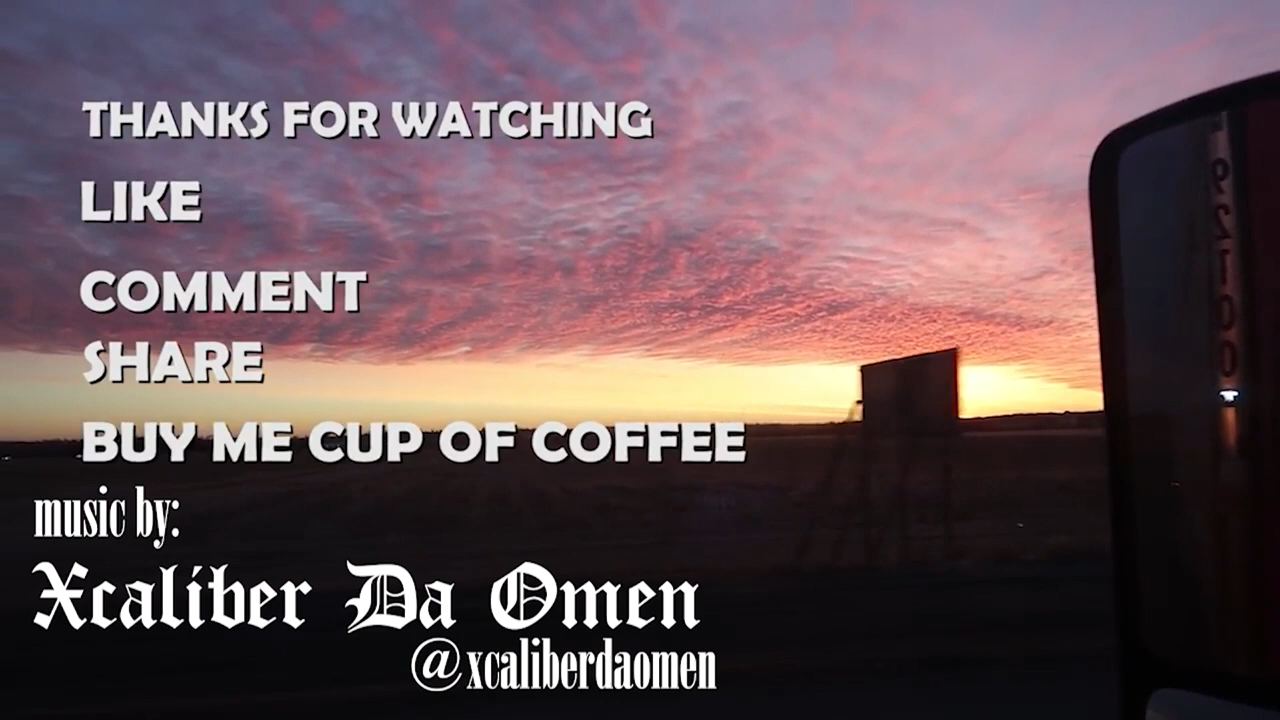 THANKS FOR WATCHING
LIKE
COMMENT
SHARE
BUY ME CUP OF COFFEE
music by:
Xcaliber Da Omen
@xcaliberdaomen